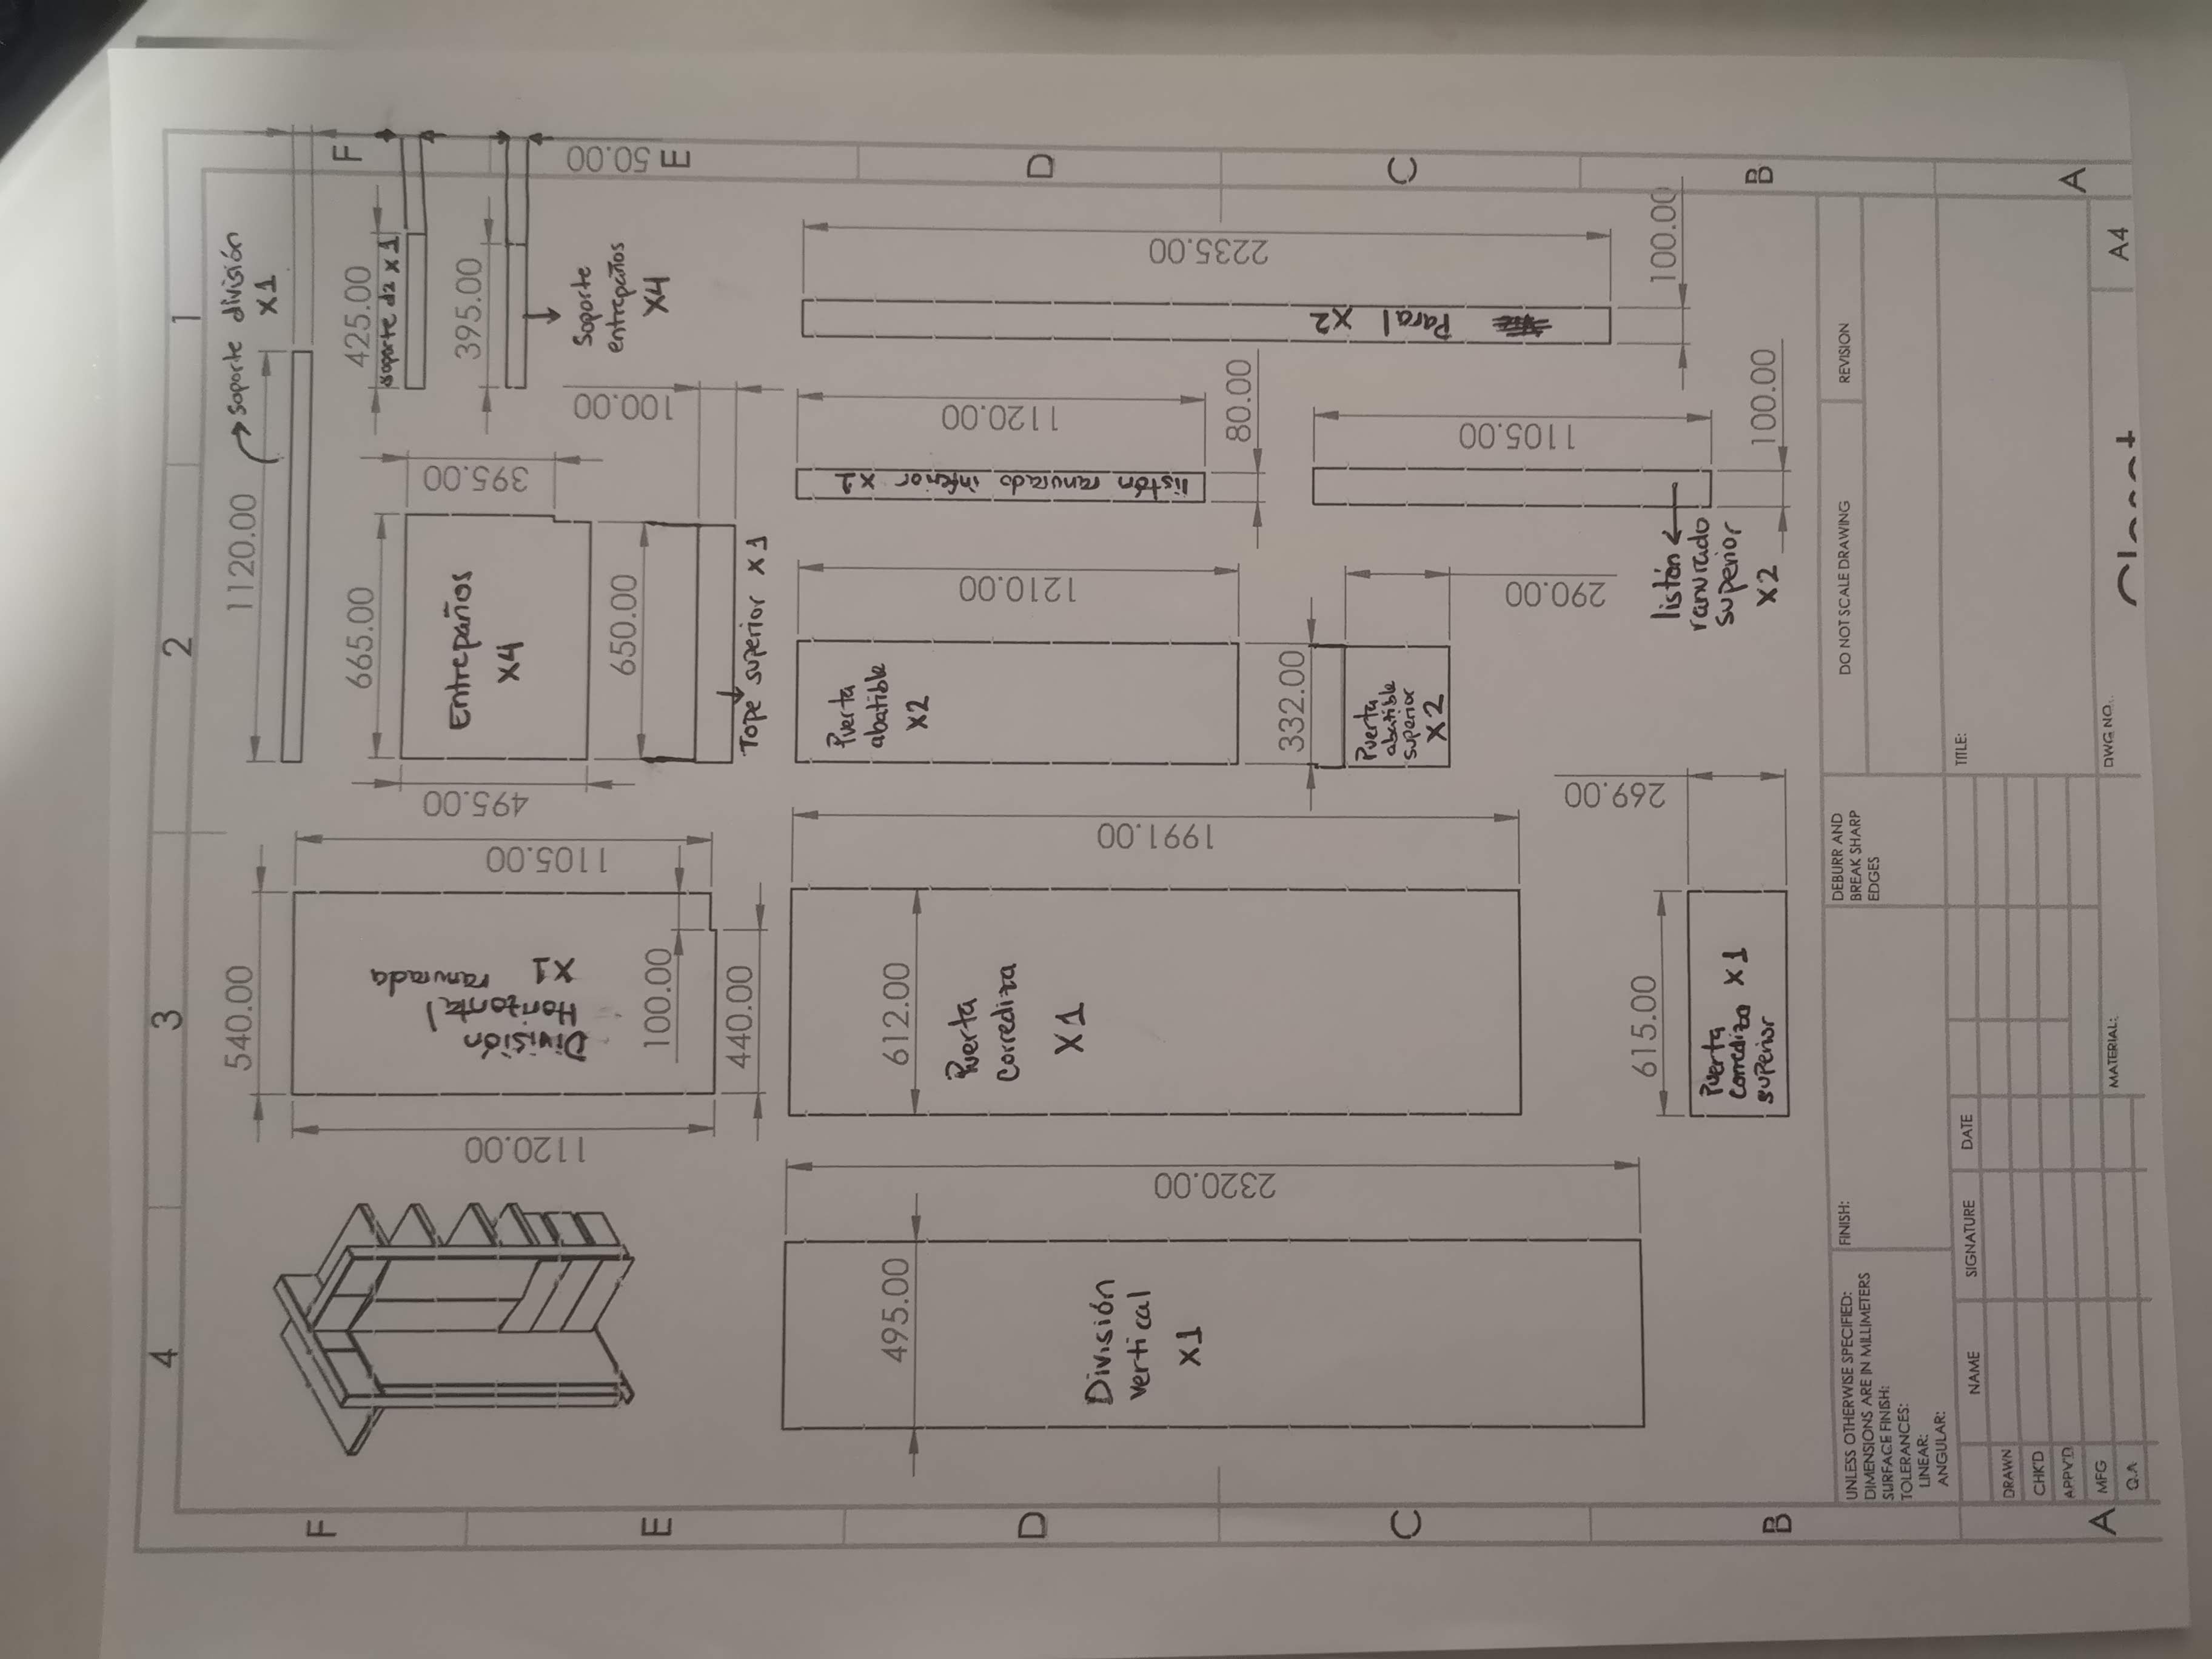 1
2
3
4
F
E
D
C
B
A
F
E
D
C
B
A
soporte división
X1
1120.00
425.00
soporte d2 x 1
395.00
Soporte
entrepaños
X4
50.00
2235.00
Paral X2
100.00
665.00
395.00
495.00
Entrepaños
X4
100.00
650.00
Tope superior X1
1120.00
80.00
listón ranurado inferior
1105.00
100.00
listón
ranurado
superior
X2
1210.00
Puerta
abatible
X2
332.00
290.00
Puerta
abatible
superior
X2
540.00
1105.00
1120.00
100.00
440.00
División
Horizontal
ranurada
X1
1991.00
612.00
Puerta
Corrediza
X1
269.00
615.00
Puerta
corrediza X1
superior
2320.00
495.00
División
vertical
X1
UNLESS OTHERWISE SPECIFIED:
DIMENSIONS ARE IN MILLIMETERS
SURFACE FINISH:
TOLERANCES:
LINEAR:
ANGULAR:
FINISH:
DEBURR AND
BREAK SHARP
EDGES
DO NOT SCALE DRAWING
REVISION
NAME
SIGNATURE
DATE
DRAWN
CHK'D
APPV'D
MFG
Q.A
MATERIAL:
TITLE:
DWG NO.
A4